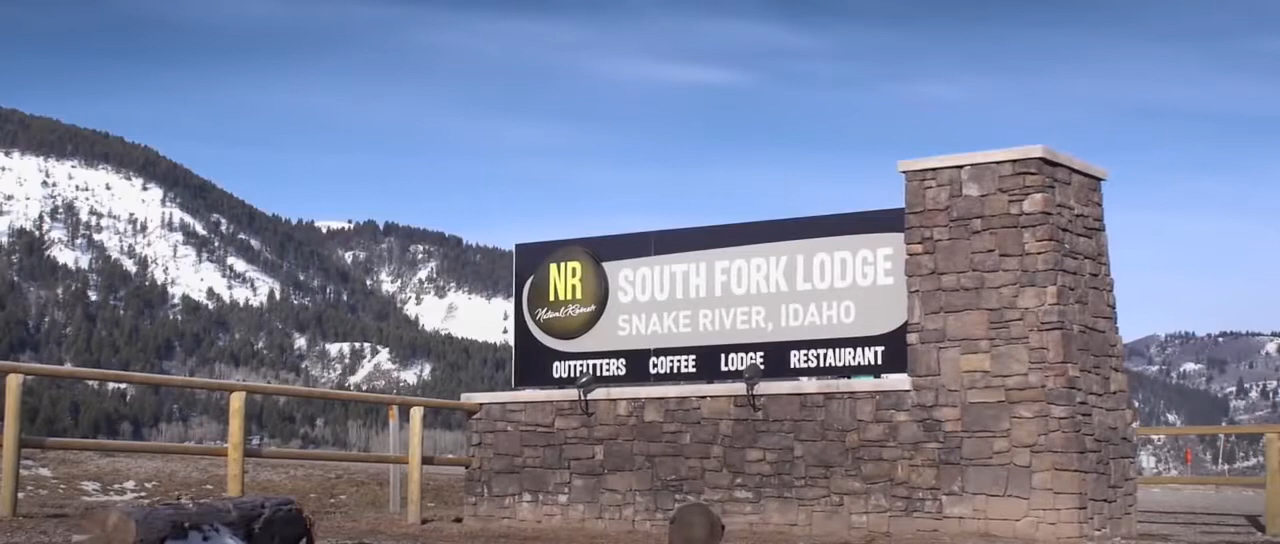 NR
Natural Retreats
SOUTH FORK LODGE
SNAKE RIVER, IDAHO
OUTFITTERS COFFEE LODGE RESTAURANT